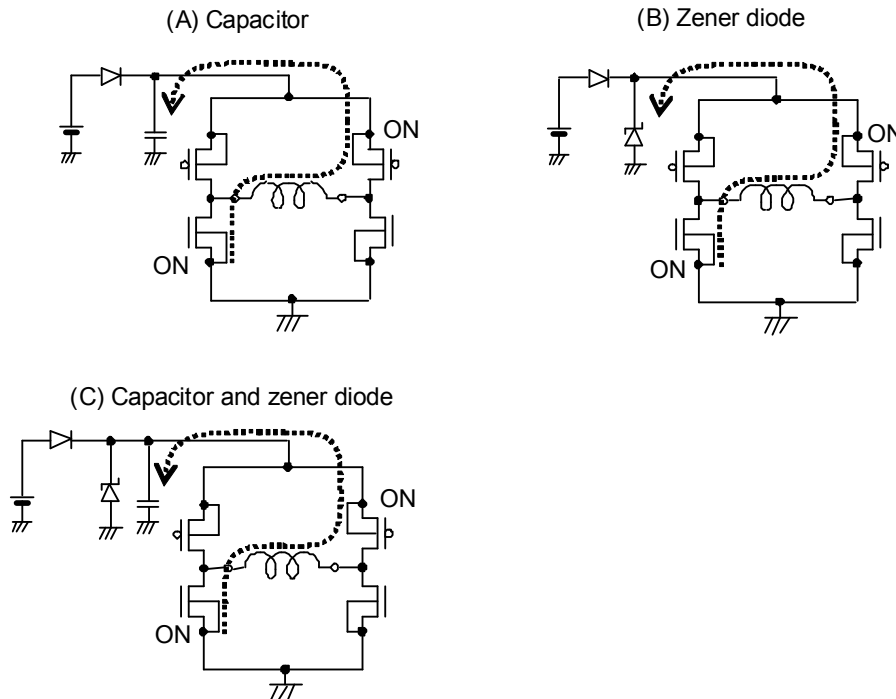 (A) Capacitor
(B) Zener diode
ON
ON
ON
ON
(C) Capacitor and zener diode
ON
ON